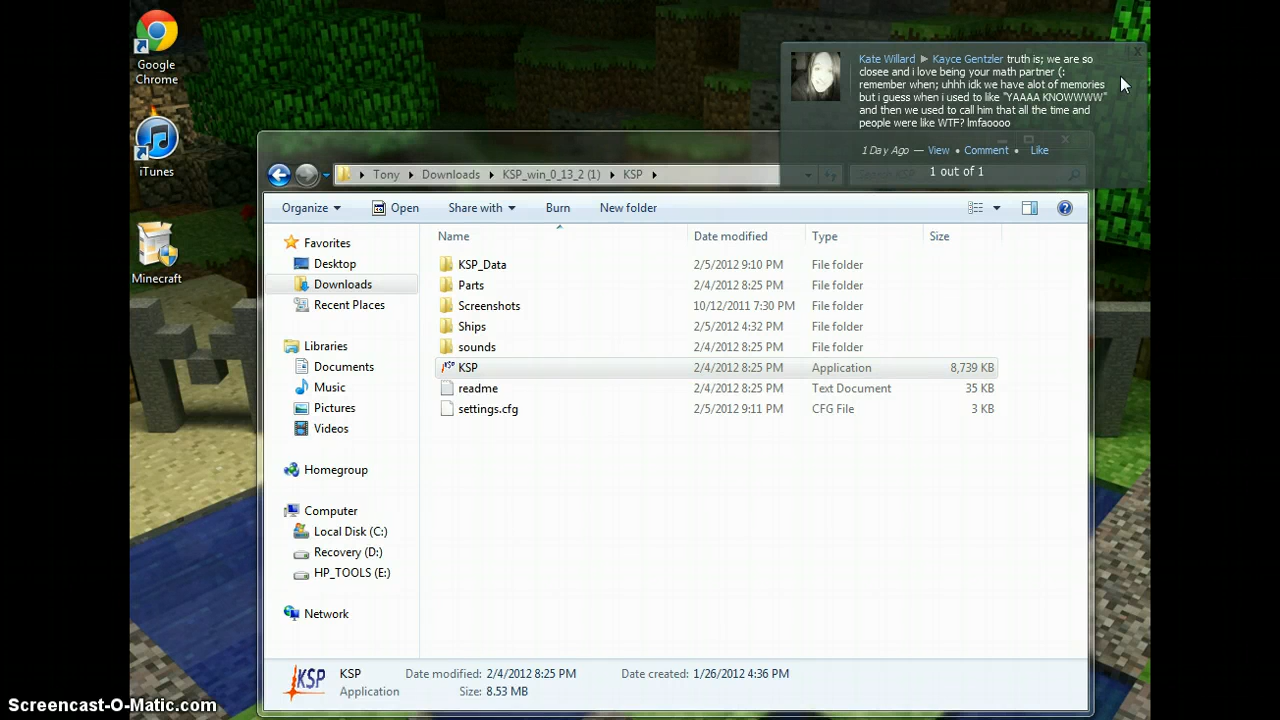 Google
Chrome
iTunes
Minecraft
X
Kate Willard ► Kayce Gentzler truth is; we are so
closee and i love being your math partner (:
remember when; uhhh idk we have alot of memories
but i guess when i used to like "YAAAA KNOWWWW"
and then we used to call him that all the time and
people were like WTF? lmfaoooo
1 Day Ago — View • Comment • Like
1 out of 1
Tony Downloads KSP_win_0_13_2 (1) KSP
Organize Open Share with Burn New folder
Name Date modified Type Size
Favorites
Desktop
Downloads
Recent Places
Libraries
Documents
Music
Pictures
Videos
Homegroup
Computer
Local Disk (C:)
Recovery (D:)
HP_TOOLS (E:)
Network
KSP_Data 2/5/2012 9:10 PM File folder
Parts 2/4/2012 8:25 PM File folder
Screenshots 10/12/2011 7:30 PM File folder
Ships 2/5/2012 4:32 PM File folder
sounds 2/4/2012 8:25 PM File folder
KSP 2/4/2012 8:25 PM Application 8,739 KB
readme 2/4/2012 8:25 PM Text Document 35 KB
settings.cfg 2/5/2012 9:11 PM CFG File 3 KB
KSP
KSP Date modified: 2/4/2012 8:25 PM Date created: 1/26/2012 4:36 PM
Application Size: 8.53 MB
Screencast-O-Matic.com